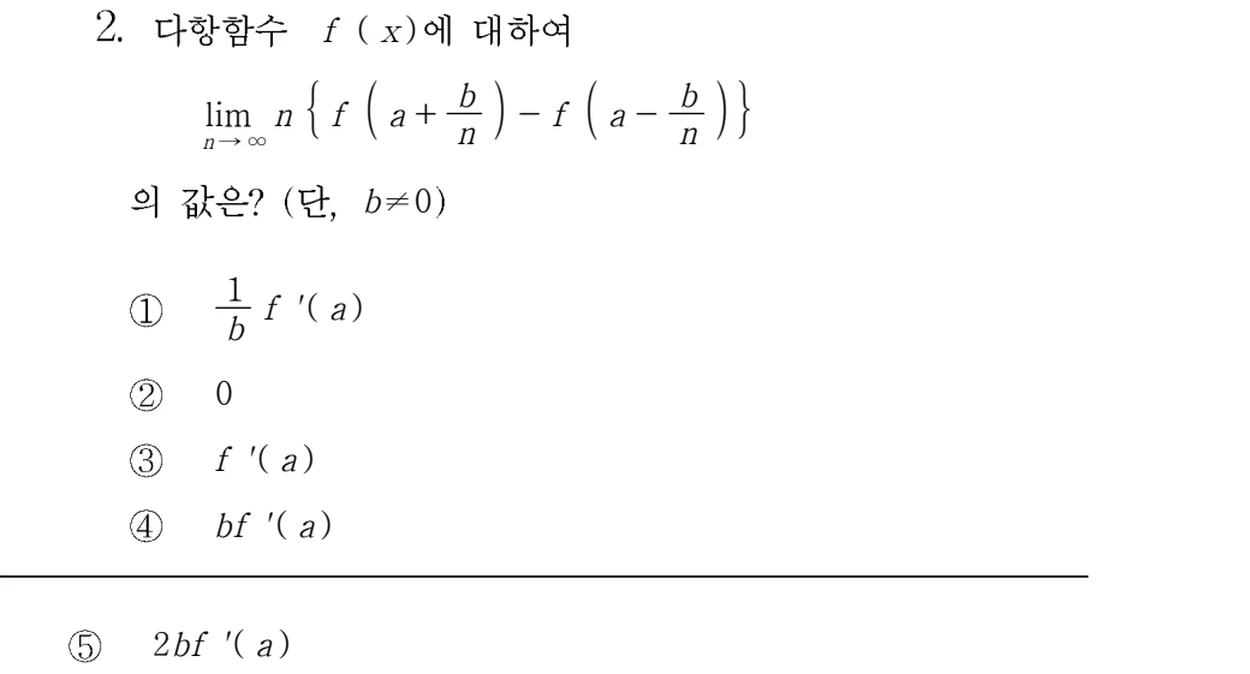 2. 다항함수 f ( x)에 대하여
lim n→∞ n { f ( a + b/n ) − f ( a − b/n ) }
의 값은? (단, b≠0)
① 1/b f ′( a)
② 0
③ f ′( a)
④ bf ′( a)
⑤ 2bf ′( a)